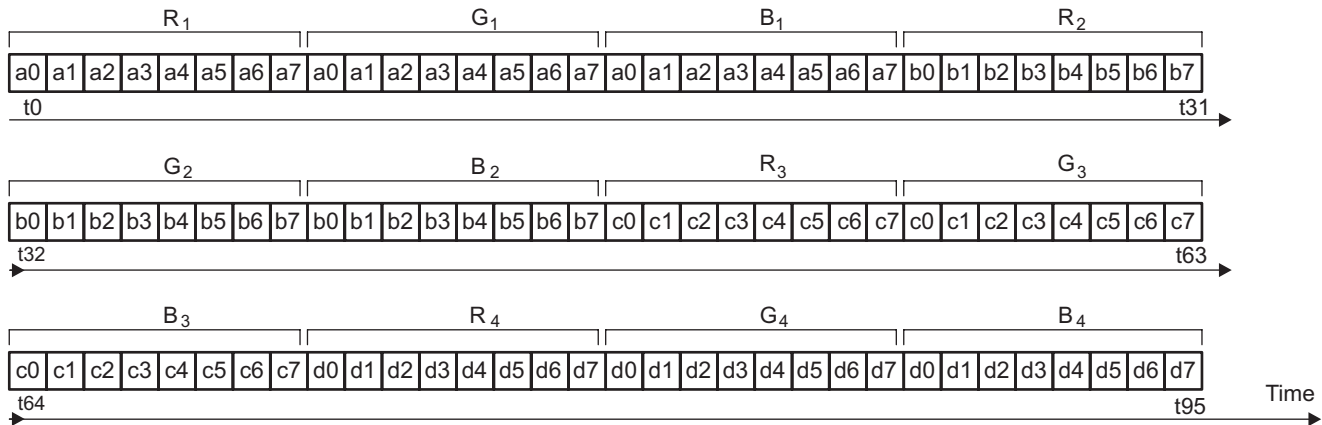 R1 G1 B1 R2
a0 a1 a2 a3 a4 a5 a6 a7 a0 a1 a2 a3 a4 a5 a6 a7 a0 a1 a2 a3 a4 a5 a6 a7 b0 b1 b2 b3 b4 b5 b6 b7
t0 t31
G2 B2 R3 G3
b0 b1 b2 b3 b4 b5 b6 b7 b0 b1 b2 b3 b4 b5 b6 b7 c0 c1 c2 c3 c4 c5 c6 c7 c0 c1 c2 c3 c4 c5 c6 c7
t32 t63
B3 R4 G4 B4
c0 c1 c2 c3 c4 c5 c6 c7 d0 d1 d2 d3 d4 d5 d6 d7 d0 d1 d2 d3 d4 d5 d6 d7 d0 d1 d2 d3 d4 d5 d6 d7
t64 t95 Time